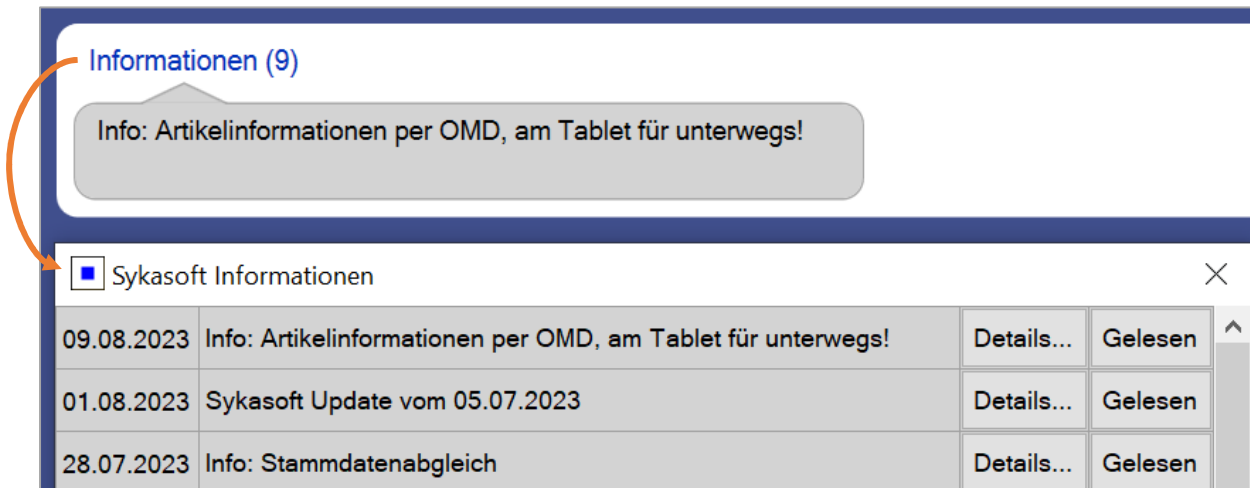 Informationen (9)
Info: Artikelinformationen per OMD, am Tablet für unterwegs!
Sykasoft Informationen
09.08.2023 Info: Artikelinformationen per OMD, am Tablet für unterwegs! Details... Gelesen
01.08.2023 Sykasoft Update vom 05.07.2023 Details... Gelesen
28.07.2023 Info: Stammdatenabgleich Details... Gelesen